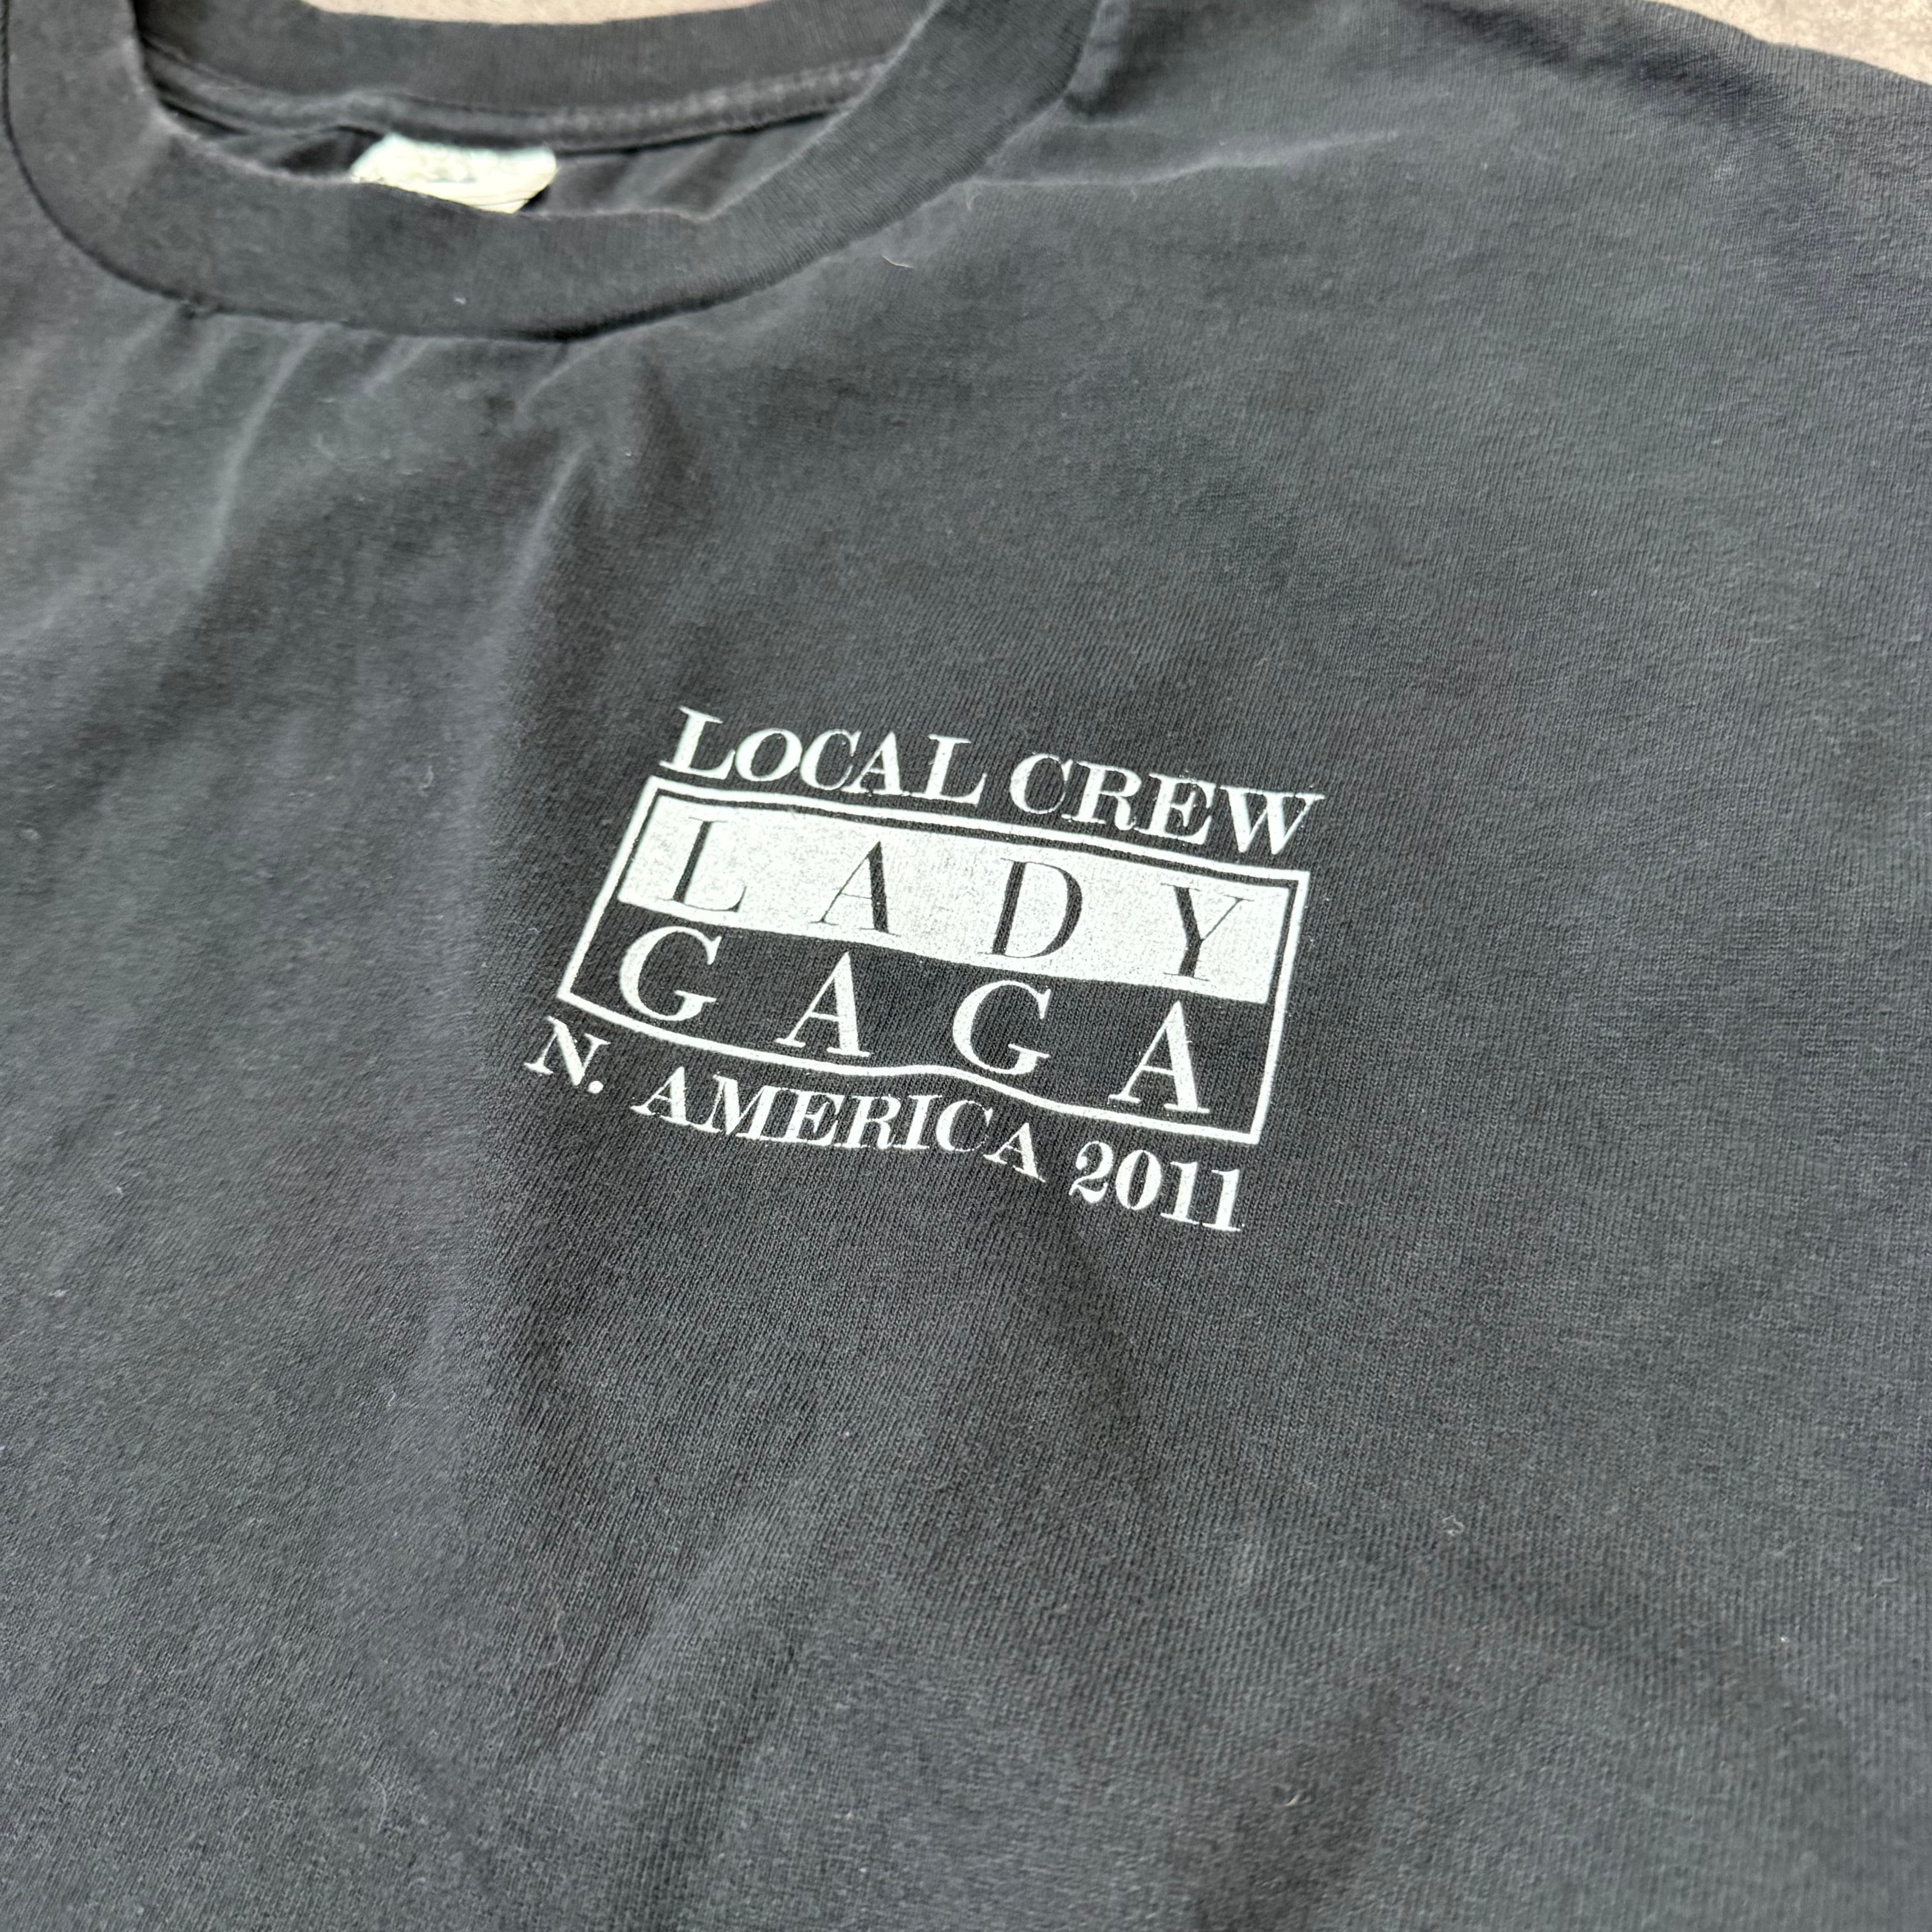 LOCAL CREW
LADY
GAGA
N. AMERICA 2011